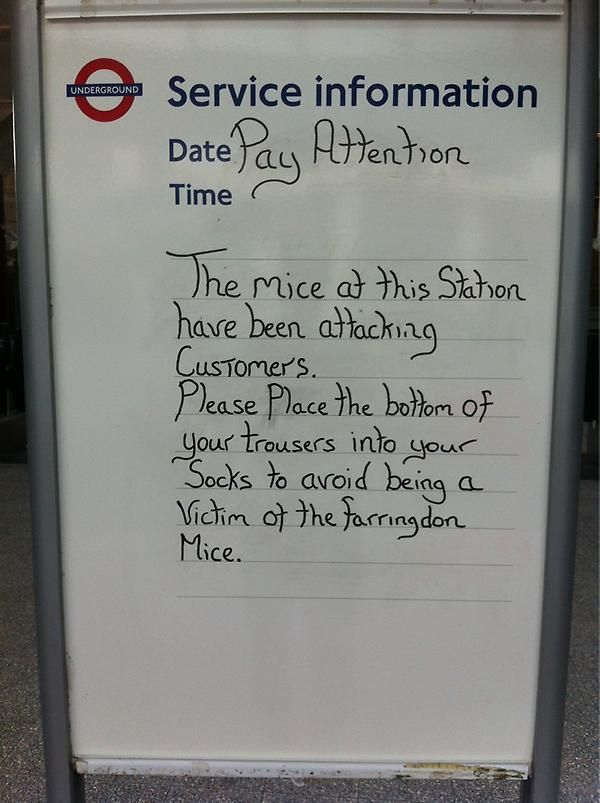 UNDERGROUND
Service information
Date Pay Attention
Time
The mice at this Station
have been attacking
Customers.
Please Place the bottom of
your trousers into your
Socks to avoid being a
Victim of the farringdon
Mice.